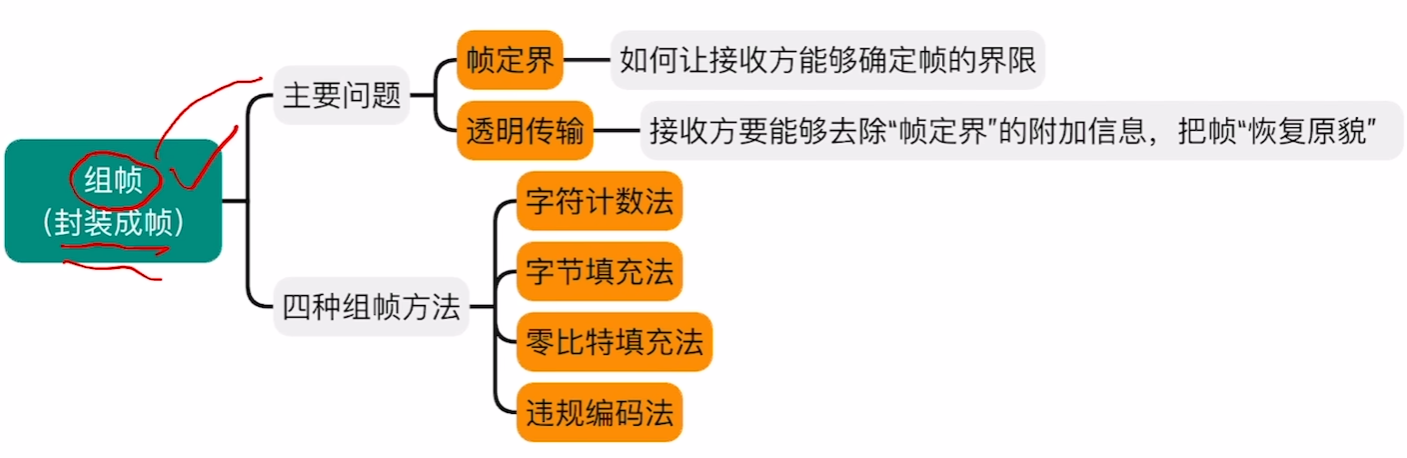 组帧
(封装成帧)
主要问题
帧定界
如何让接收方能够确定帧的界限
透明传输
接收方要能够去除“帧定界”的附加信息，把帧“恢复原貌”
四种组帧方法
字符计数法
字节填充法
零比特填充法
违规编码法